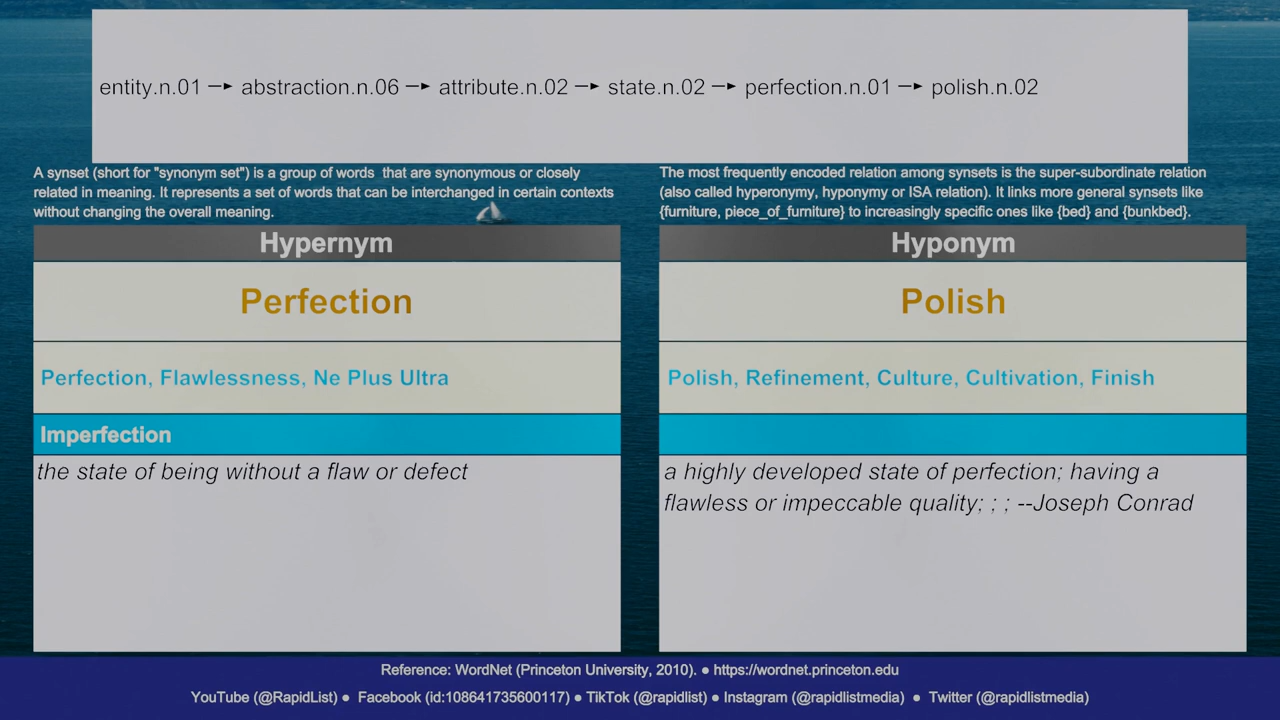 entity.n.01 → abstraction.n.06 → attribute.n.02 → state.n.02 → perfection.n.01 → polish.n.02
A synset (short for "synonym set") is a group of words that are synonymous or closely
related in meaning. It represents a set of words that can be interchanged in certain contexts
without changing the overall meaning.
The most frequently encoded relation among synsets is the super-subordinate relation
(also called hyperonymy, hyponymy or ISA relation). It links more general synsets like
{furniture, piece_of_furniture} to increasingly specific ones like {bed} and {bunkbed}.
Hypernym
Perfection
Perfection, Flawlessness, Ne Plus Ultra
Imperfection
the state of being without a flaw or defect
Hyponym
Polish
Polish, Refinement, Culture, Cultivation, Finish
a highly developed state of perfection; having a
flawless or impeccable quality; ; ; --Joseph Conrad
Reference: WordNet (Princeton University, 2010). ● https://wordnet.princeton.edu
YouTube (@RapidList) ● Facebook (id:108641735600117) ● TikTok (@rapidlist) ● Instagram (@rapidlistmedia) ● Twitter (@rapidlistmedia)